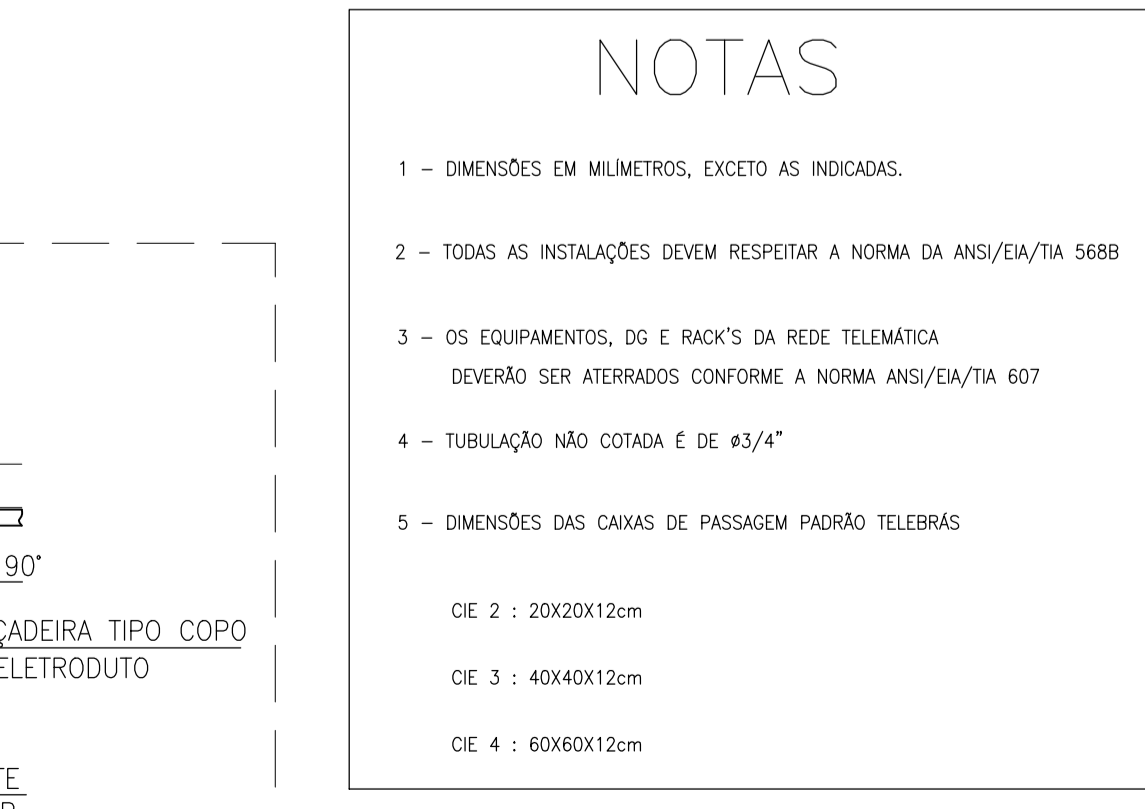 NOTAS
1 – DIMENSÕES EM MILÍMETROS, EXCETO AS INDICADAS.
2 – TODAS AS INSTALAÇÕES DEVEM RESPEITAR A NORMA DA ANSI/EIA/TIA 568B
3 – OS EQUIPAMENTOS, DG E RACK'S DA REDE TELEMÁTICA
DEVERÃO SER ATERRADOS CONFORME A NORMA ANSI/EIA/TIA 607
4 – TUBULAÇÃO NÃO COTADA É DE ø3/4"
5 – DIMENSÕES DAS CAIXAS DE PASSAGEM PADRÃO TELEBRÁS
CIE 2 : 20X20X12cm
CIE 3 : 40X40X12cm
CIE 4 : 60X60X12cm
90°
ÇADEIRA TIPO COPO
ELETRODUTO
TE